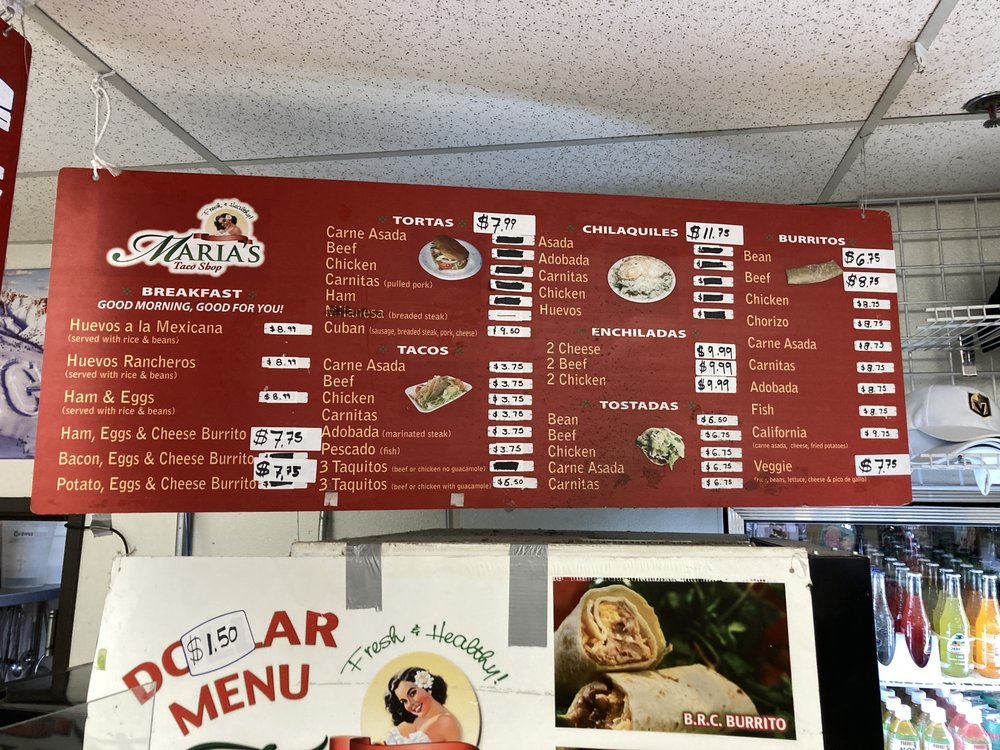 Fresh & Healthy!
MARIA'S
Taco Shop
BREAKFAST
GOOD MORNING, GOOD FOR YOU!
Huevos a la Mexicana $8.99
(served with rice & beans)
Huevos Rancheros $8.99
(served with rice & beans)
Ham & Eggs $8.99
(served with rice & beans)
Ham, Eggs & Cheese Burrito $7.75
Bacon, Eggs & Cheese Burrito $7.75
Potato, Eggs & Cheese Burrito
TORTAS $7.99
Carne Asada
Beef
Chicken
Carnitas (pulled pork)
Ham
Milanesa (breaded steak)
Cuban (sausage, breaded steak, pork, cheese) $9.50
TACOS
Carne Asada $3.75
Beef $3.75
Chicken $3.75
Carnitas $3.75
Adobada (marinated steak) $3.75
Pescado (fish) $3.75
3 Taquitos (beef or chicken no guacamole)
3 Taquitos (beef or chicken with guacamole) $6.50
CHILAQUILES $11.75
Asada
Adobada
Carnitas
Chicken
Huevos
ENCHILADAS
2 Cheese $9.99
2 Beef $9.99
2 Chicken $9.99
TOSTADAS
Bean $6.50
Beef $6.75
Chicken $6.75
Carne Asada $6.75
Carnitas $6.75
BURRITOS
Bean $6.75
Beef $8.75
Chicken $8.75
Chorizo $8.75
Carne Asada $8.75
Carnitas $8.75
Adobada $8.75
Fish $8.75
California $9.75
(carne asada, cheese, fried potatoes)
Veggie $7.75
(rice, beans, lettuce, cheese & pico de gallo)
$1.50
MENU
Fresh & Healthy!
B.R.C. BURRITO